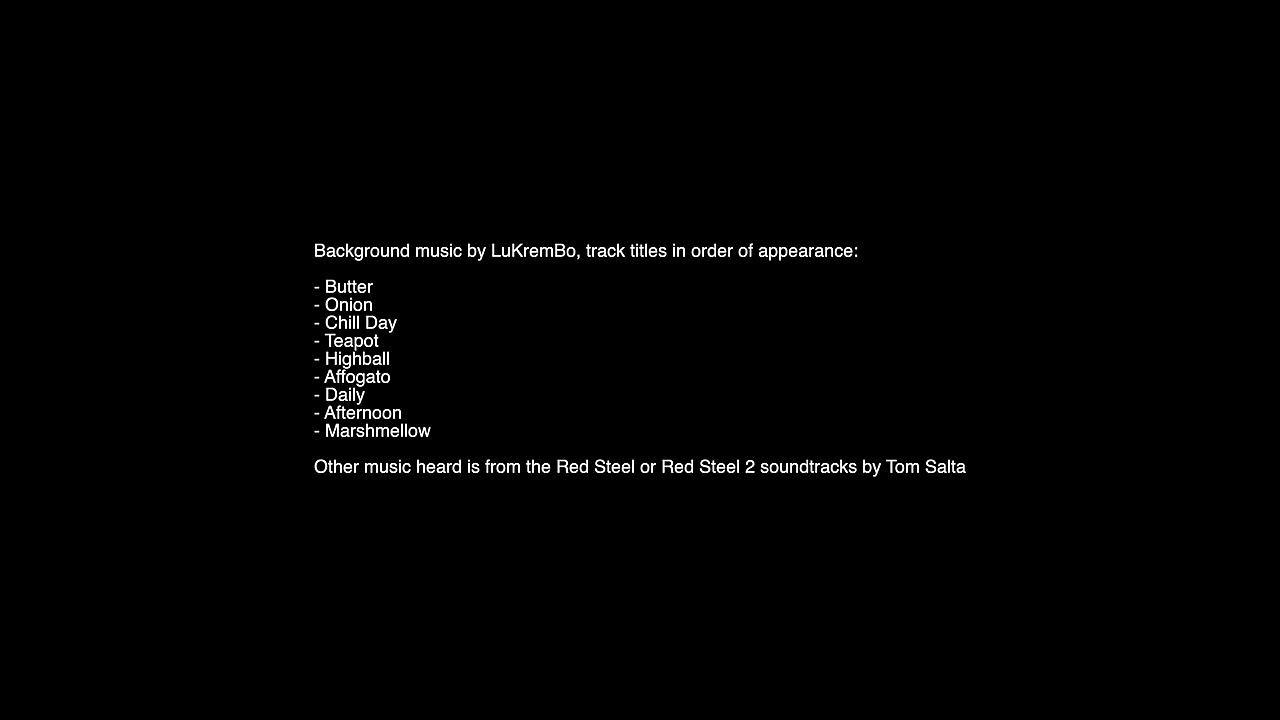 Background music by LuKremBo, track titles in order of appearance:
- Butter
- Onion
- Chill Day
- Teapot
- Highball
- Affogato
- Daily
- Afternoon
- Marshmellow
Other music heard is from the Red Steel or Red Steel 2 soundtracks by Tom Salta